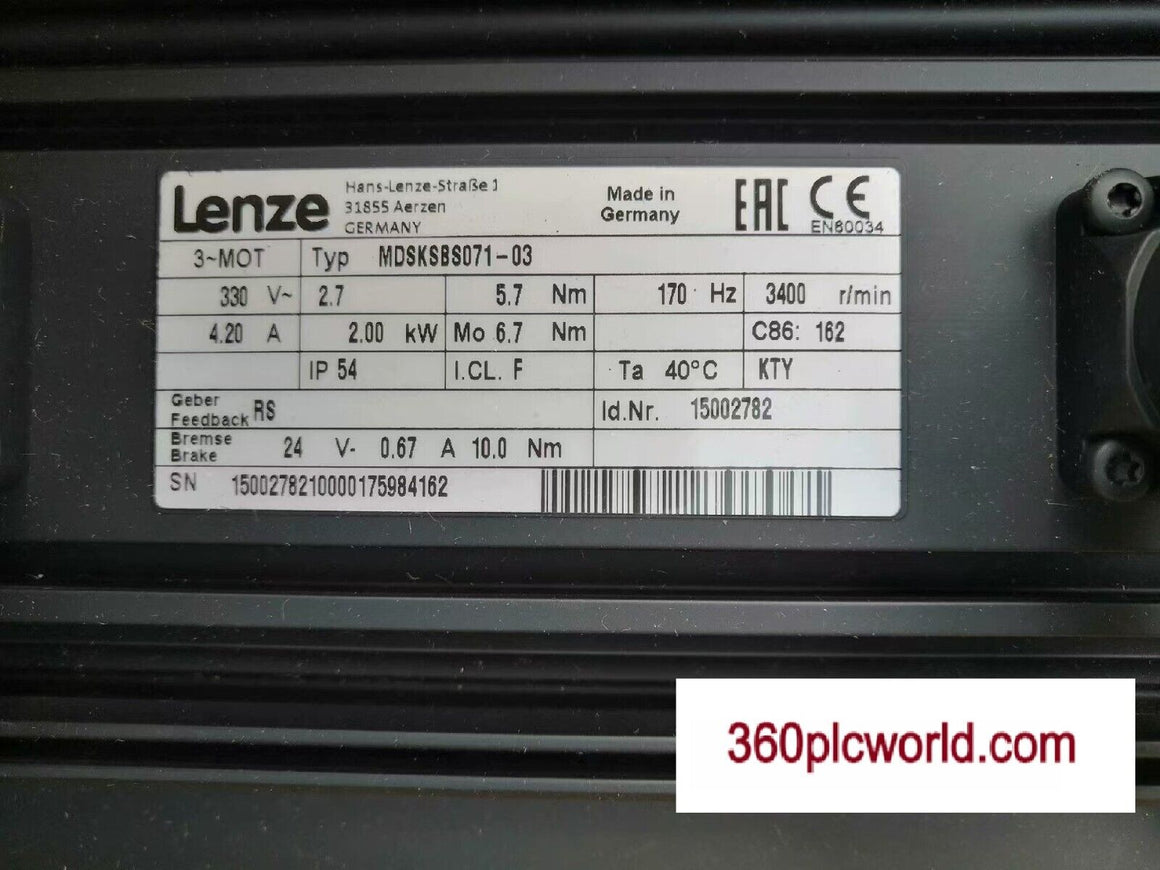 Lenze
Hans-Lenze-Straße 1
31855 Aerzen
GERMANY
Made in
Germany
EAC CE
EN60034
3~MOT Typ MDSKSBS071-03
330 V~ 2.7 5.7 Nm 170 Hz 3400 r/min
4.20 A 2.00 kW Mo 6.7 Nm C86: 162
IP 54 I.CL. F Ta 40°C KTY
Geber
Feedback RS Id.Nr. 15002782
Bremse
Brake 24 V- 0.67 A 10.0 Nm
SN 1500278210000175984162
360plcworld.com